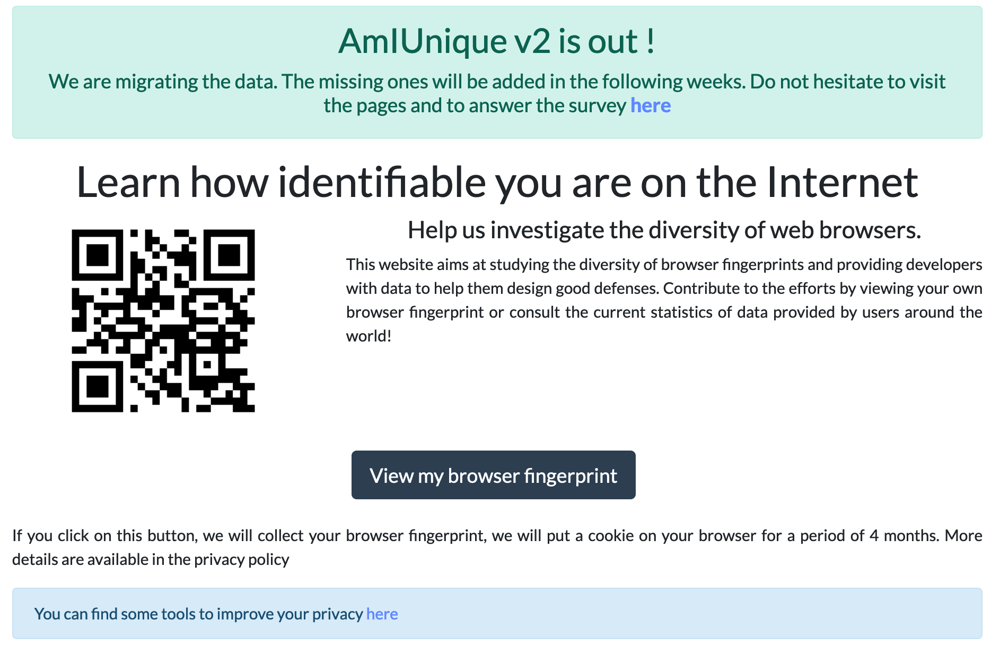 AmIUnique v2 is out !
We are migrating the data. The missing ones will be added in the following weeks. Do not hesitate to visit
the pages and to answer the survey here
Learn how identifiable you are on the Internet
Help us investigate the diversity of web browsers.
This website aims at studying the diversity of browser fingerprints and providing developers
with data to help them design good defenses. Contribute to the efforts by viewing your own
browser fingerprint or consult the current statistics of data provided by users around the
world!
View my browser fingerprint
If you click on this button, we will collect your browser fingerprint, we will put a cookie on your browser for a period of 4 months. More
details are available in the privacy policy
You can find some tools to improve your privacy here